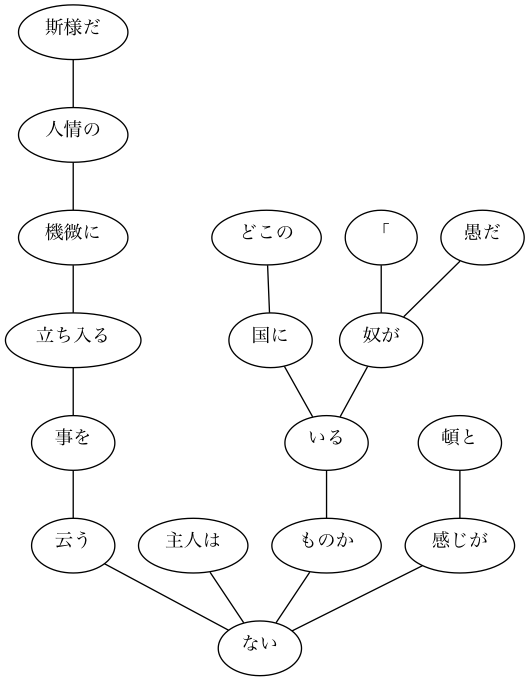 斯様だ
人情の
機微に どこの 「 愚だ
立ち入る 国に 奴が
事を いる 頓と
云う 主人は ものか 感じが
ない